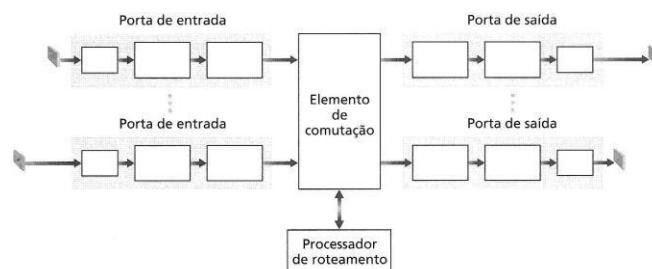 Porta de entrada
Porta de saída
Elemento
de
comutação
Porta de entrada
Porta de saída
Processador
de roteamento